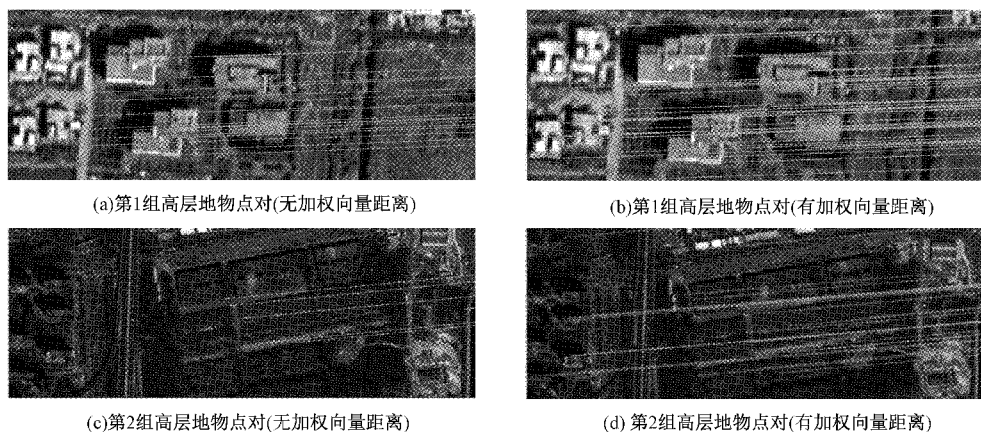 (a)第1组高层地物点对(无加权向量距离)
(b)第1组高层地物点对(有加权向量距离)
(c)第2组高层地物点对(无加权向量距离)
(d) 第2组高层地物点对(有加权向量距离)